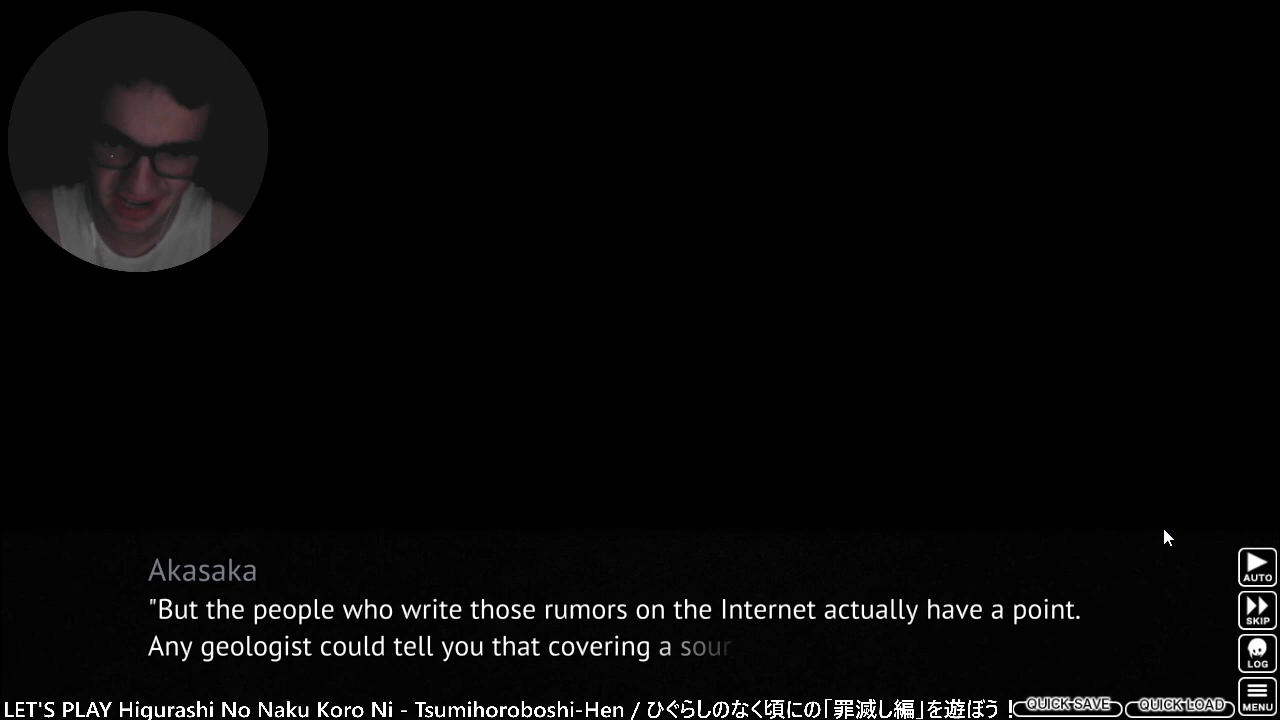 Akasaka
"But the people who write those rumors on the Internet actually have a point.
Any geologist could tell you that covering a sour
AUTO
SKIP
LOG
MENU
QUICK SAVE
QUICK LOAD
LET'S PLAY Higurashi No Naku Koro Ni - Tsumihoroboshi-Hen / ひぐらしのなく頃にの「罪滅し編」を遊ぼう！